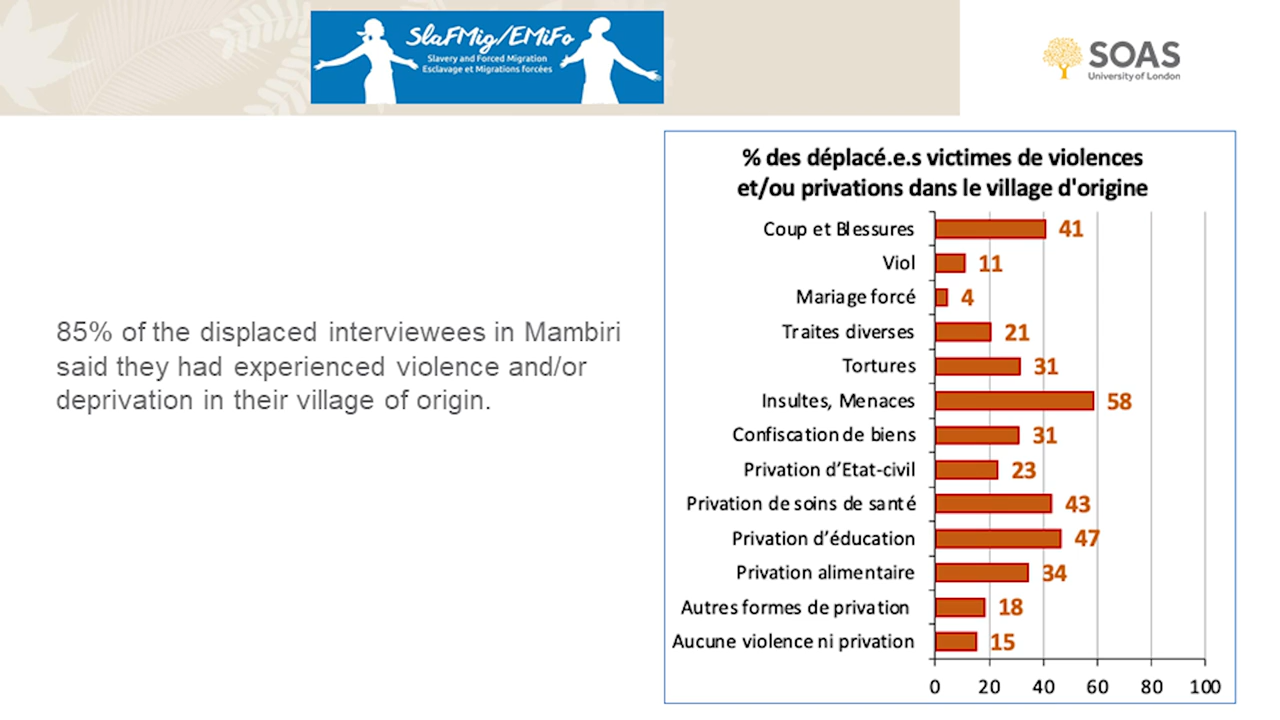 SlaFMig/EMiFo
Slavery and Forced Migration
Esclavage et Migrations forcées
SOAS
University of London
85% of the displaced interviewees in Mambiri
said they had experienced violence and/or
deprivation in their village of origin.
% des déplacé.e.s victimes de violences
et/ou privations dans le village d'origine
Coup et Blessures 41
Viol 11
Mariage forcé 4
Traites diverses 21
Tortures 31
Insultes, Menaces 58
Confiscation de biens 31
Privation d’Etat-civil 23
Privation de soins de santé 43
Privation d’éducation 47
Privation alimentaire 34
Autres formes de privation 18
Aucune violence ni privation 15
0 20 40 60 80 100